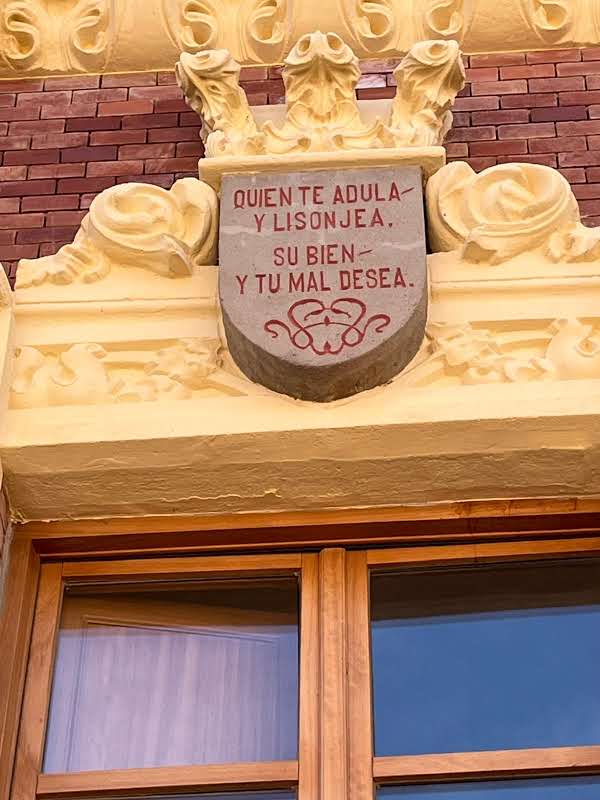 QUIEN TE ADULA-
Y LISONJEA.
SU BIEN-
Y TU MAL DESEA.